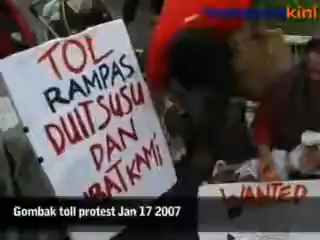 kini
TOL
RAMPAS
DUIT SUSU
DAN
UBAT KAMI
WANTED
Gombak toll protest Jan 17 2007